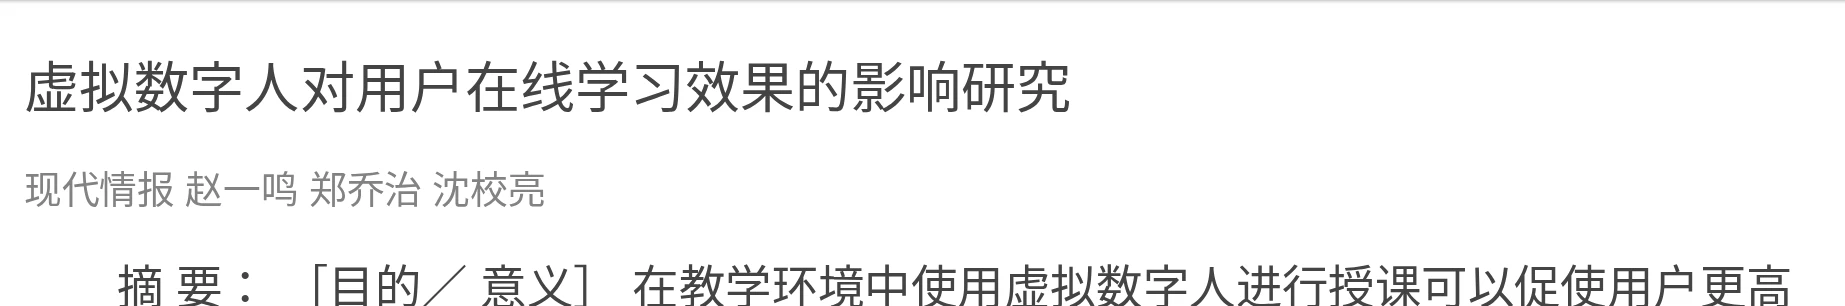 虚拟数字人对用户在线学习效果的影响研究
现代情报 赵一鸣 郑乔治 沈校亮
摘 要： ［目的／ 意义］ 在教学环境中使用虚拟数字人进行授课可以促使用户更高